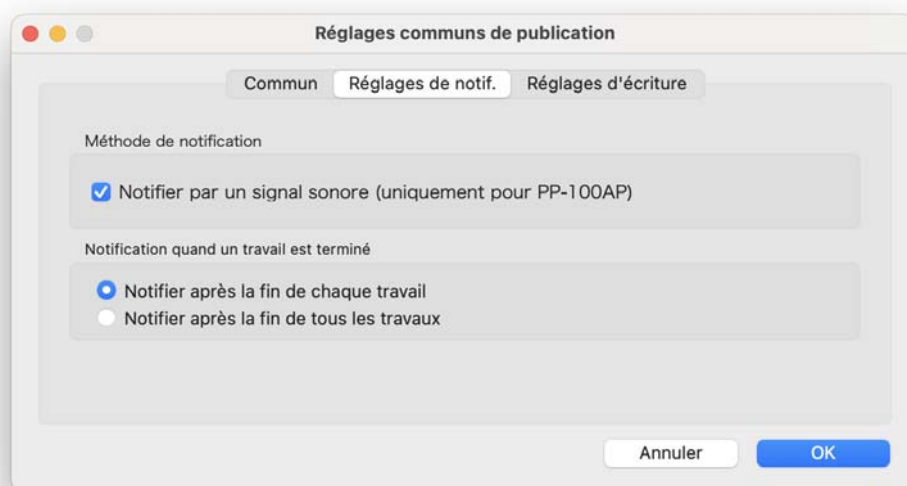 Réglages communs de publication
Commun Réglages de notif. Réglages d'écriture
Méthode de notification
Notifier par un signal sonore (uniquement pour PP-100AP)
Notification quand un travail est terminé
Notifier après la fin de chaque travail
Notifier après la fin de tous les travaux
Annuler OK